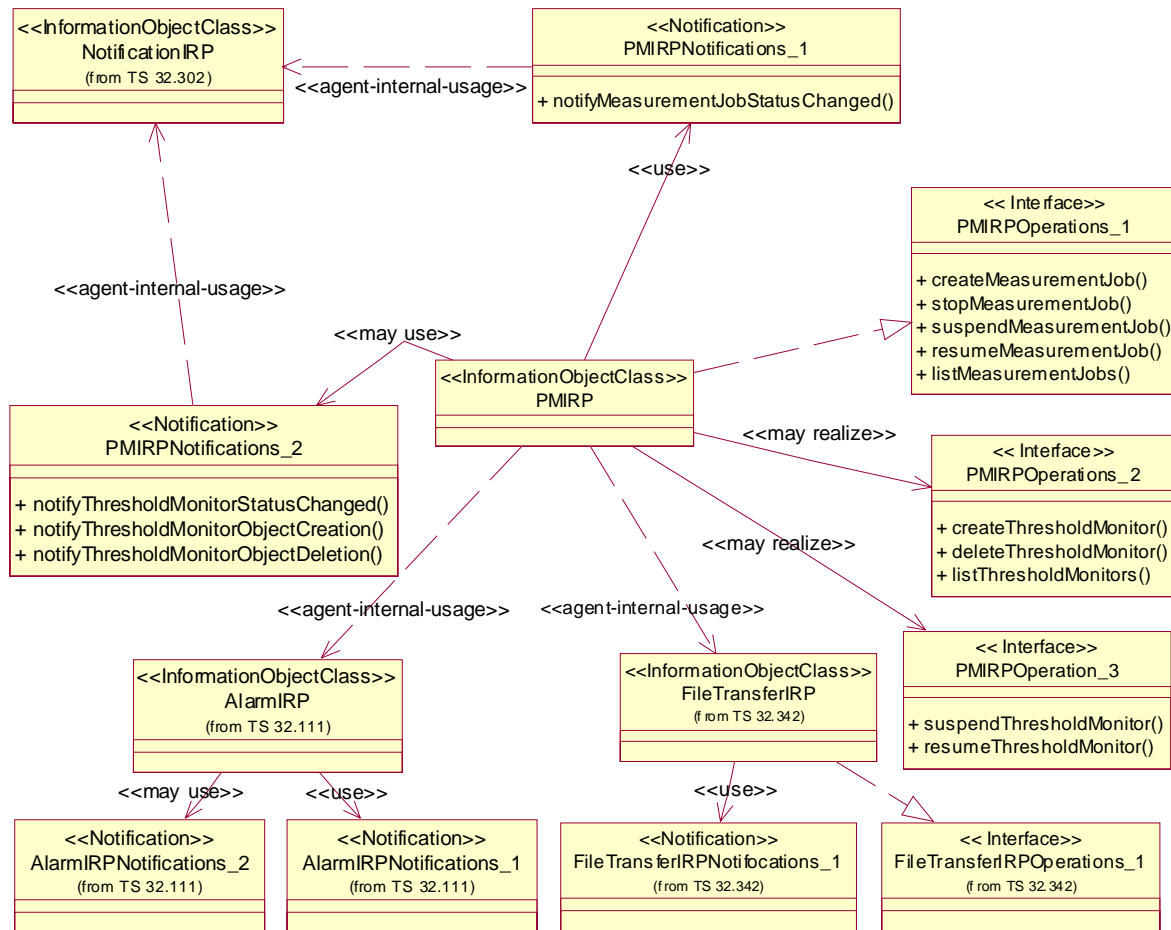 <<InformationObjectClass>>
NotificationIRP
(from TS 32.302)
<<Notification>>
PMIRPNotifications_1
+ notifyMeasurementJobStatusChanged()
<<agent-internal-usage>>
<<use>>
<< Interface>>
PMIRPOperations_1
+ createMeasurementJob()
+ stopMeasurementJob()
+ suspendMeasurementJob()
+ resumeMeasurementJob()
+ listMeasurementJobs()
<<agent-internal-usage>>
<<may use>>
<<InformationObjectClass>>
PMIRP
<<Notification>>
PMIRPNotifications_2
+ notifyThresholdMonitorStatusChanged()
+ notifyThresholdMonitorObjectCreation()
+ notifyThresholdMonitorObjectDeletion()
<<may realize>>
<< Interface>>
PMIRPOperations_2
+ createThresholdMonitor()
+ deleteThresholdMonitor()
+ listThresholdMonitors()
<<may realize>>
<<agent-internal-usage>>
<<agent-internal-usage>>
<< Interface>>
PMIRPOperation_3
+ suspendThresholdMonitor()
+ resumeThresholdMonitor()
<<InformationObjectClass>>
AlarmIRP
(from TS 32.111)
<<InformationObjectClass>>
FileTransferIRP
(from TS 32.342)
<<may use>>
<<use>>
<<use>>
<<Notification>>
AlarmIRPNotifications_2
(from TS 32.111)
<<Notification>>
AlarmIRPNotifications_1
(from TS 32.111)
<<Notification>>
FileTransferIRPNotifocations_1
(from TS 32.342)
<< Interface>>
FileTransferIRPOperations_1
(from TS 32.342)